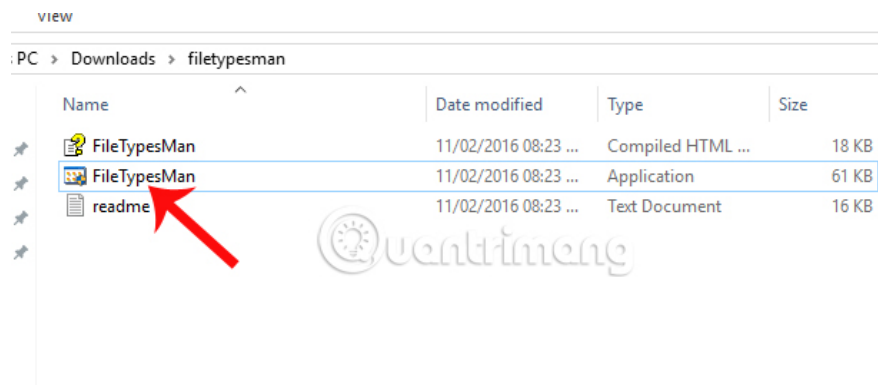 View
PC > Downloads > filetypesman
Name Date modified Type Size
FileTypesMan 11/02/2016 08:23 ... Compiled HTML ... 18 KB
FileTypesMan 11/02/2016 08:23 ... Application 61 KB
readme 11/02/2016 08:23 ... Text Document 16 KB
Quantrimang